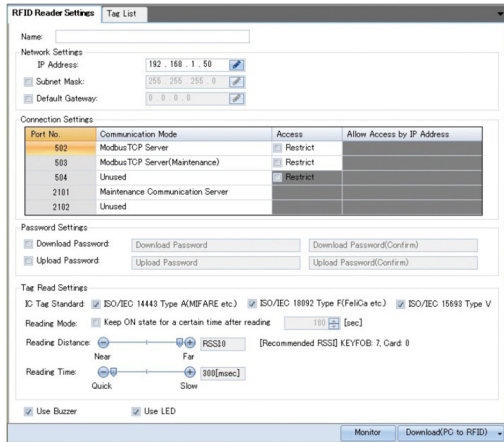 RFID Reader Settings Tag List
Name:
Network Settings
IP Address: 192 . 168 . 1 . 50
Subnet Mask: 255 . 255 . 255 . 0
Default Gateway: 0 . 0 . 0 . 0
Connection Settings
Port No. Communication Mode Access Allow Access by IP Address
502 ModbusTCP Server Restrict
503 ModbusTCP Server(Maintenance) Restrict
504 Unused Restrict
2101 Maintenance Communication Server
2102 Unused
Password Settings
Download Password: Download Password Download Password(Confirm)
Upload Password: Upload Password Upload Password(Confirm)
Tag Read Settings
IC Tag Standard: ISO/IEC 14443 Type A(MIFARE etc.) ISO/IEC 18092 Type F(FeliCa etc.) ISO/IEC 15693 Type V
Reading Mode: Keep ON state for a certain time after reading 180 [sec]
Reading Distance: RSSI0 [Recommended RSSI] KEYFOB: 7, Card: 0
Near Far
Reading Time: 300[msec]
Quick Slow
Use Buzzer Use LED
Monitor Download(PC to RFID)